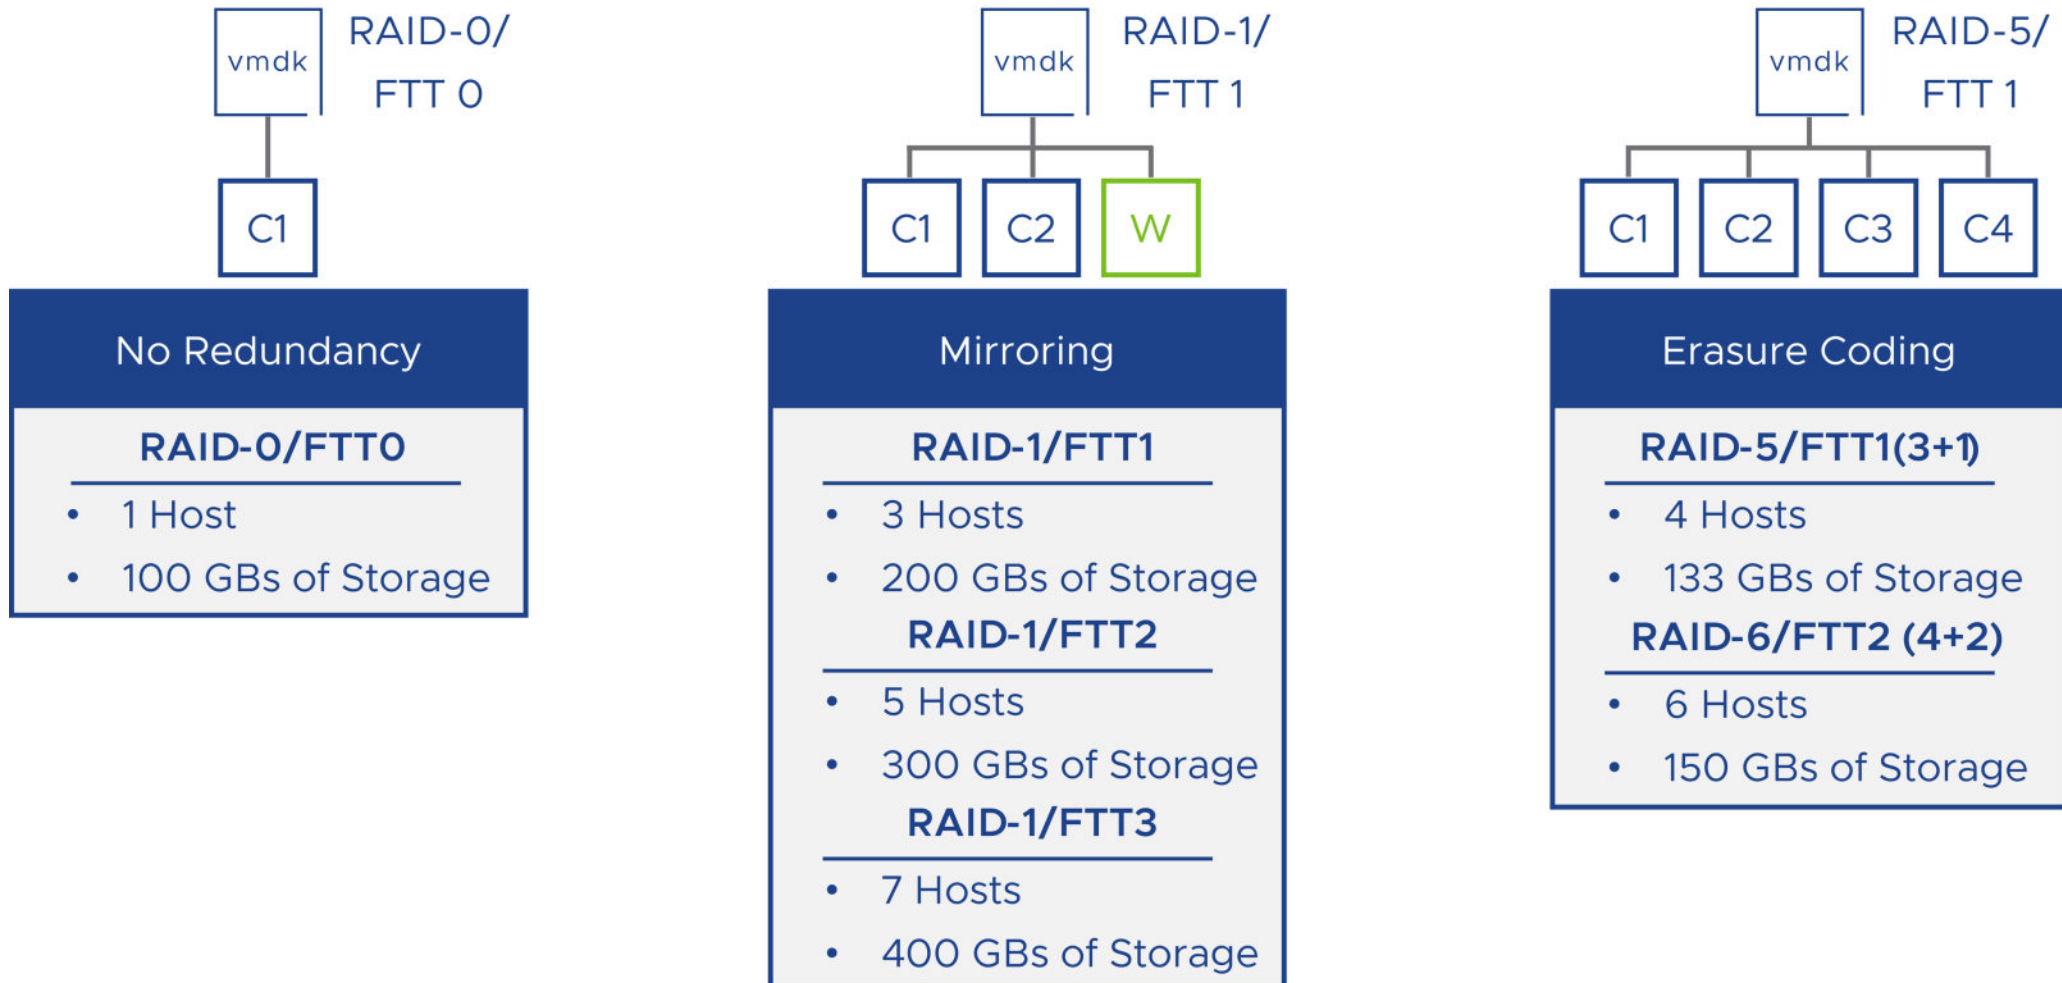 vmdk
RAID-0/
FTT 0
C1
No Redundancy
RAID-0/FTT0
• 1 Host
• 100 GBs of Storage
vmdk
RAID-1/
FTT 1
C1
C2
W
Mirroring
RAID-1/FTT1
• 3 Hosts
• 200 GBs of Storage
RAID-1/FTT2
• 5 Hosts
• 300 GBs of Storage
RAID-1/FTT3
• 7 Hosts
• 400 GBs of Storage
vmdk
RAID-5/
FTT 1
C1
C2
C3
C4
Erasure Coding
RAID-5/FTT1(3+1)
• 4 Hosts
• 133 GBs of Storage
RAID-6/FTT2 (4+2)
• 6 Hosts
• 150 GBs of Storage